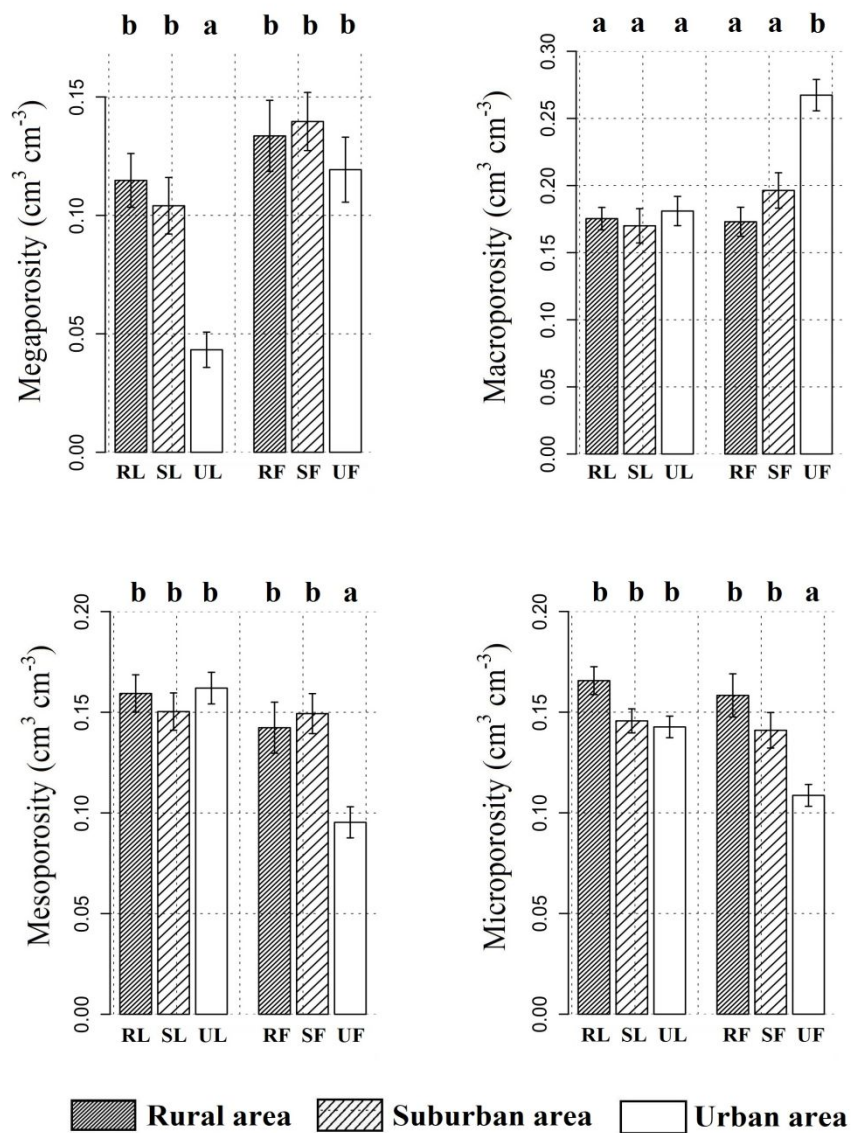 b b a b b b
Megaporosity (cm³ cm⁻³)
0.15
0.10
0.05
0.00
RL SL UL RF SF UF
a a a a a b
Macroporosity (cm³ cm⁻³)
0.30
0.25
0.20
0.15
0.10
0.05
0.00
RL SL UL RF SF UF
b b b b b a
Mesoporosity (cm³ cm⁻³)
0.20
0.15
0.10
0.05
0.00
RL SL UL RF SF UF
b b b b b a
Microporosity (cm³ cm⁻³)
0.20
0.15
0.10
0.05
0.00
RL SL UL RF SF UF
Rural area Suburban area Urban area